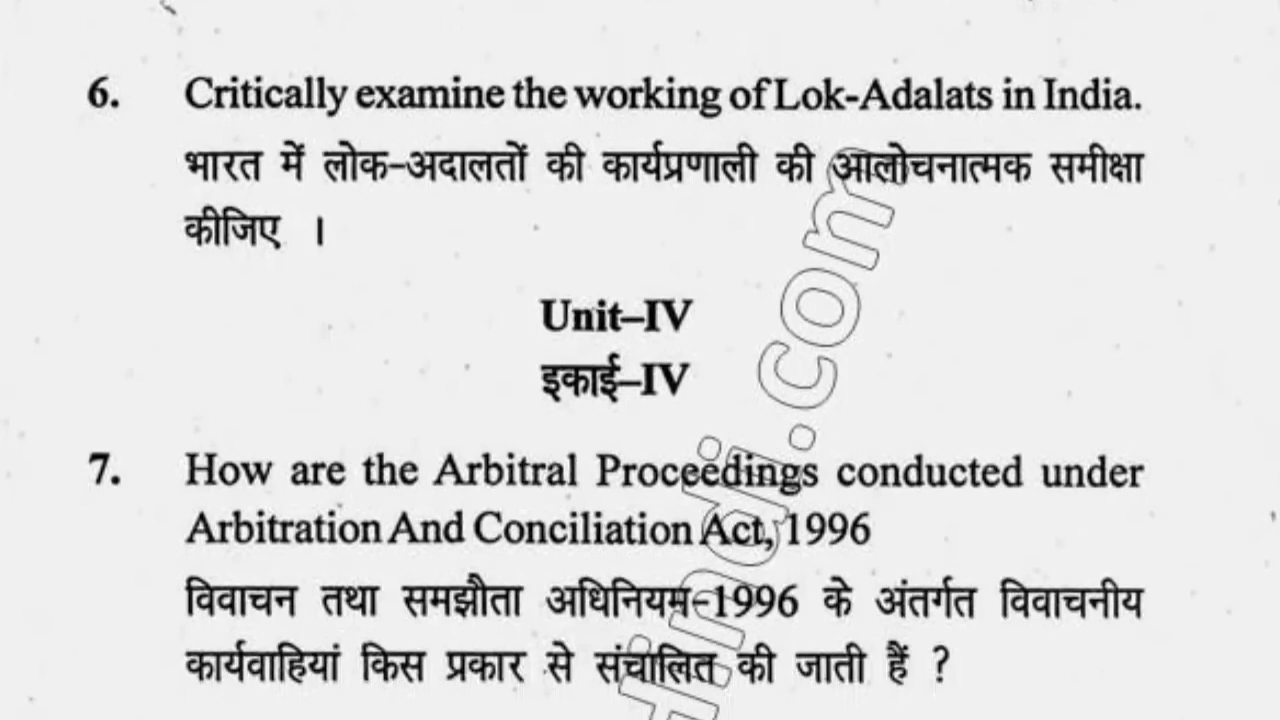 6. Critically examine the working of Lok-Adalats in India.
भारत में लोक-अदालतों की कार्यप्रणाली की आलोचनात्मक समीक्षा
कीजिए ।
Unit–IV
इकाई–IV
7. How are the Arbitral Proceedings conducted under
Arbitration And Conciliation Act, 1996
विवाचन तथा समझौता अधिनियम–1996 के अंतर्गत विवाचनीय
कार्यवाहियां किस प्रकार से संचालित की जाती हैं ?